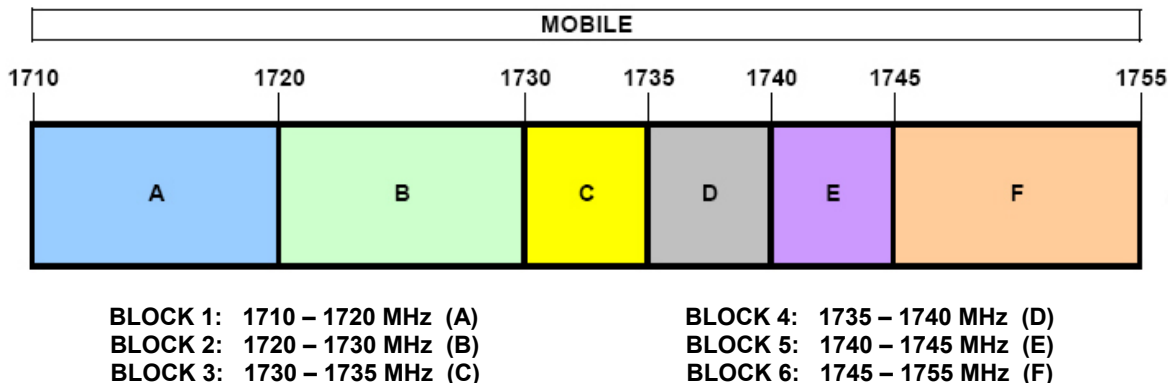 MOBILE
1710 1720 1730 1735 1740 1745 1755
A B C D E F
BLOCK 1: 1710 – 1720 MHz (A)
BLOCK 2: 1720 – 1730 MHz (B)
BLOCK 3: 1730 – 1735 MHz (C)
BLOCK 4: 1735 – 1740 MHz (D)
BLOCK 5: 1740 – 1745 MHz (E)
BLOCK 6: 1745 – 1755 MHz (F)